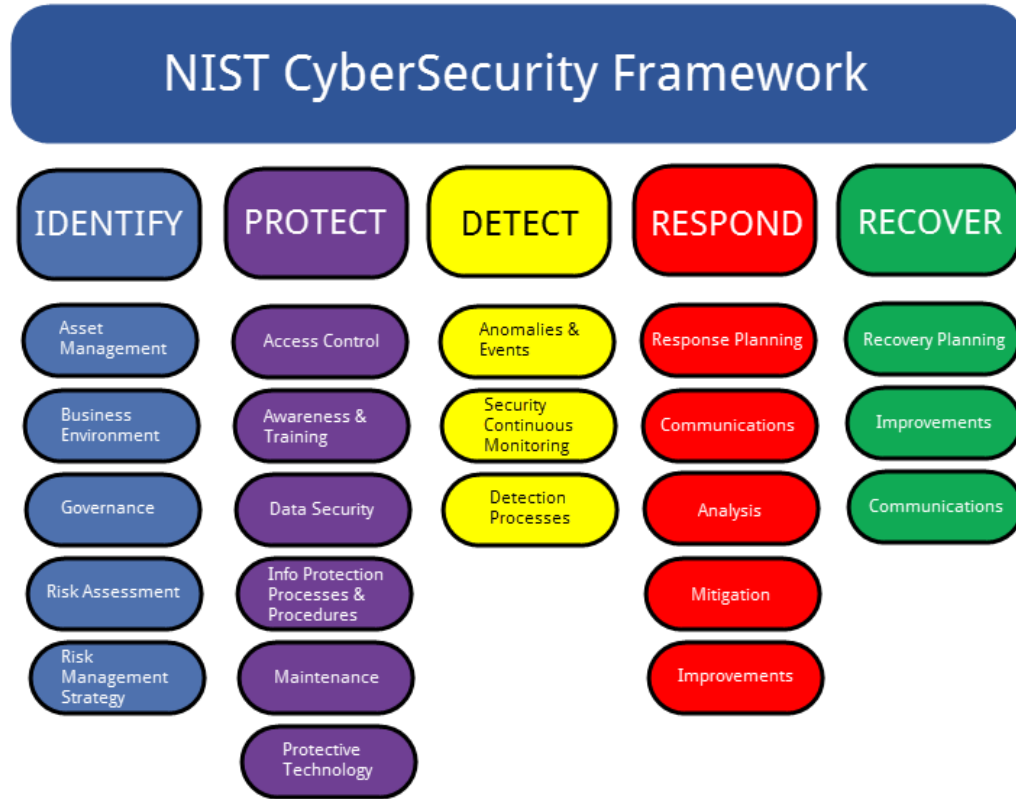 NIST CyberSecurity Framework
IDENTIFY
Asset
Management
Business
Environment
Governance
Risk Assessment
Risk
Management
Strategy
PROTECT
Access Control
Awareness &
Training
Data Security
Info Protection
Processes &
Procedures
Maintenance
Protective
Technology
DETECT
Anomalies &
Events
Security
Continuous
Monitoring
Detection
Processes
RESPOND
Response Planning
Communications
Analysis
Mitigation
Improvements
RECOVER
Recovery Planning
Improvements
Communications